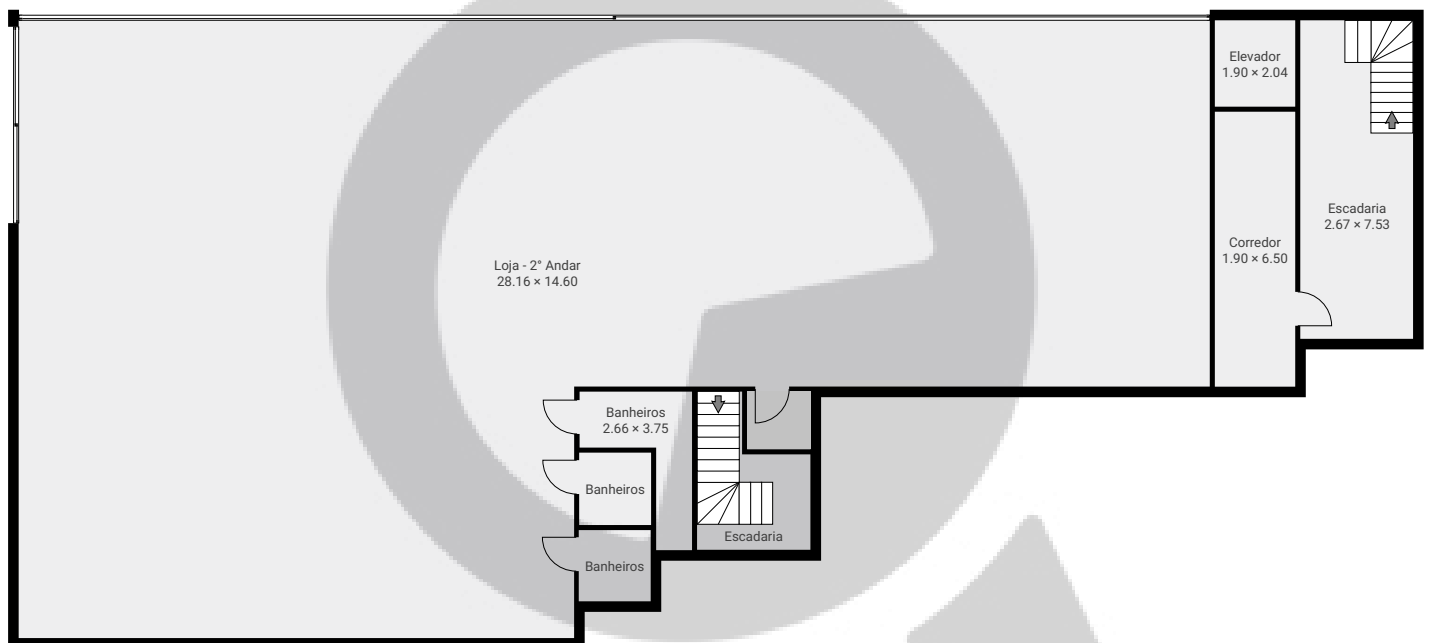 Elevador
1.90 × 2.04
Escadaria
2.67 × 7.53
Corredor
1.90 × 6.50
Loja - 2° Andar
28.16 × 14.60
Banheiros
2.66 × 3.75
Banheiros
Escadaria
Banheiros